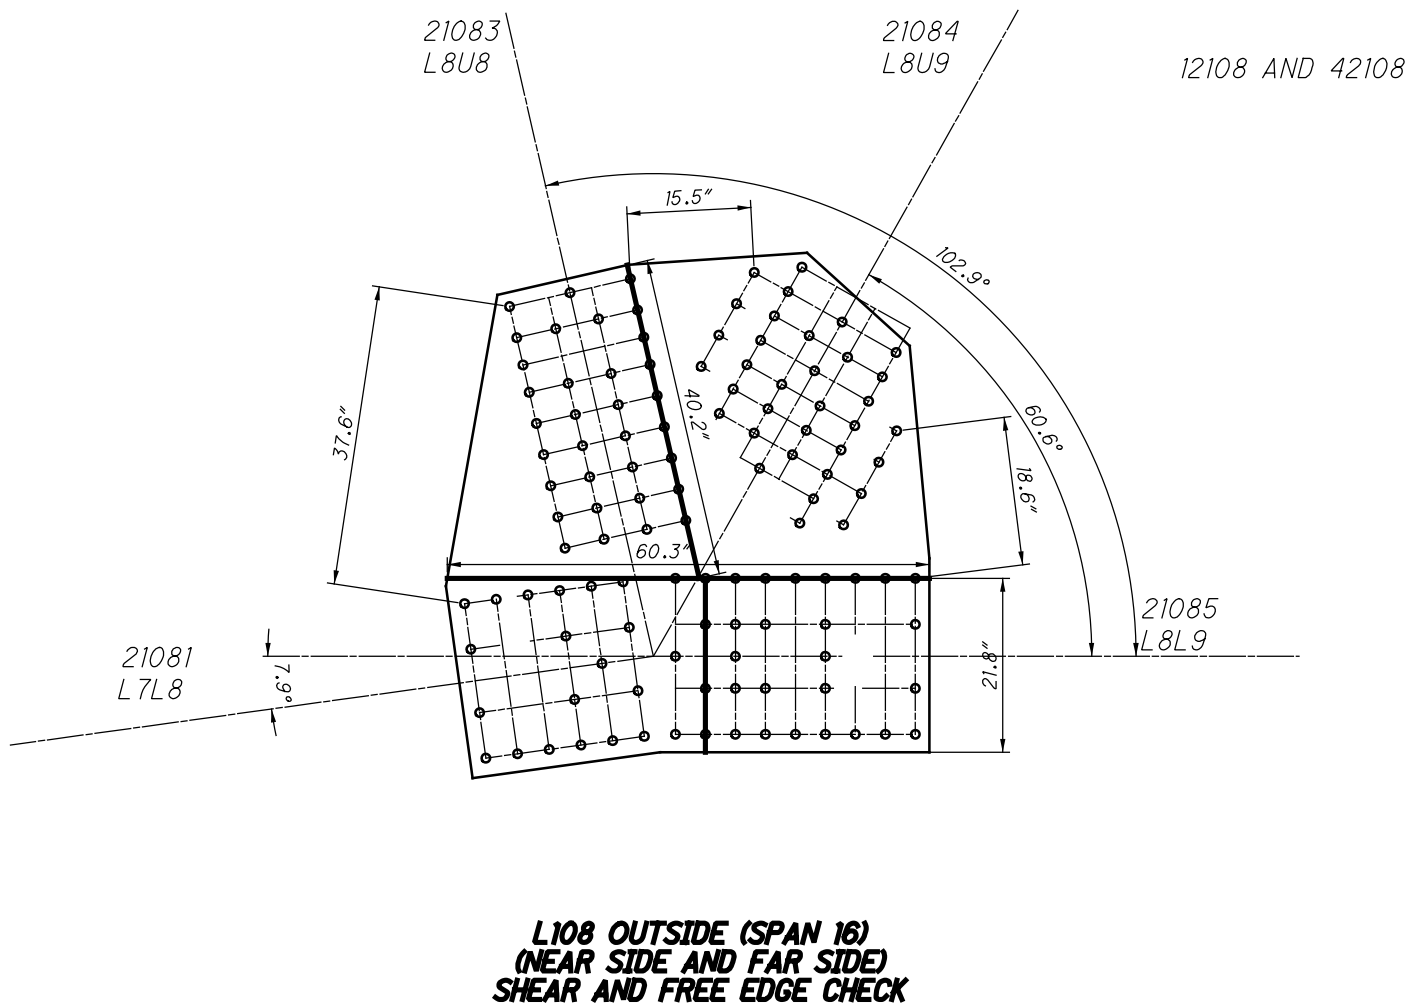 21083
L8U8
21084
L8U9
12108 AND 42108
15.5"
102.9°
37.6"
40.2"
60.6°
18.6"
60.3"
21081
L7L8
7.9°
21.8"
21085
L8L9
L108 OUTSIDE (SPAN 16)
(NEAR SIDE AND FAR SIDE)
SHEAR AND FREE EDGE CHECK